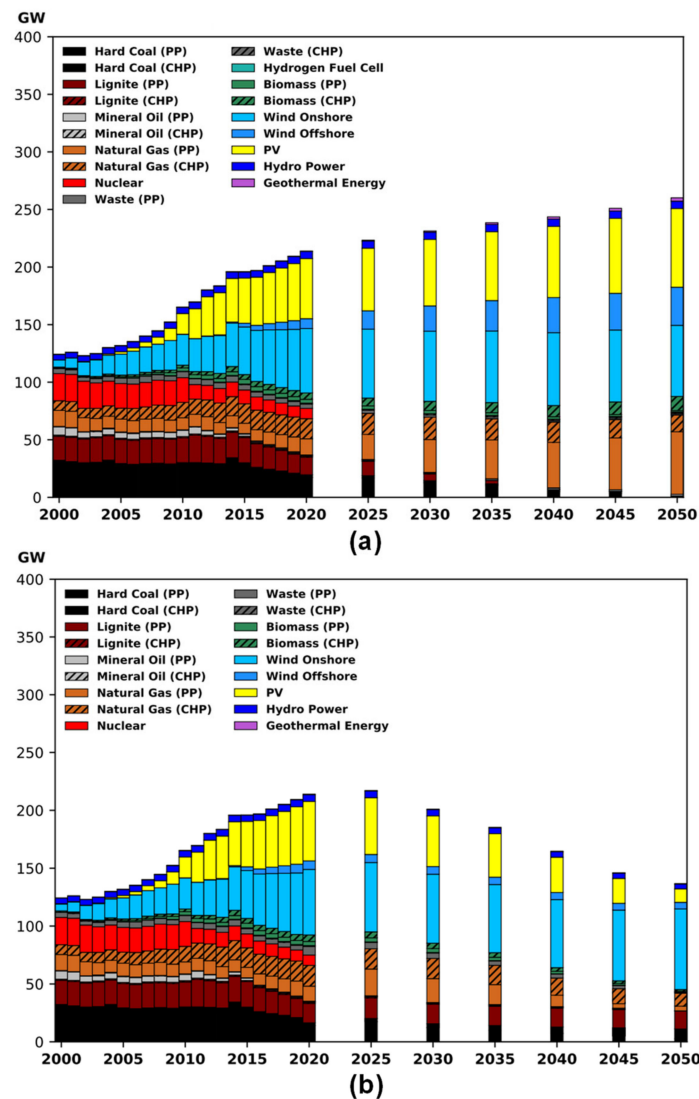 GW
400
350
300
250
200
150
100
50
0
Hard Coal (PP)
Hard Coal (CHP)
Lignite (PP)
Lignite (CHP)
Mineral Oil (PP)
Mineral Oil (CHP)
Natural Gas (PP)
Natural Gas (CHP)
Nuclear
Waste (PP)
Waste (CHP)
Hydrogen Fuel Cell
Biomass (PP)
Biomass (CHP)
Wind Onshore
Wind Offshore
PV
Hydro Power
Geothermal Energy
2000 2005 2010 2015 2020 2025 2030 2035 2040 2045 2050
(a)
GW
400
350
300
250
200
150
100
50
0
Hard Coal (PP)
Hard Coal (CHP)
Lignite (PP)
Lignite (CHP)
Mineral Oil (PP)
Mineral Oil (CHP)
Natural Gas (PP)
Natural Gas (CHP)
Nuclear
Waste (PP)
Waste (CHP)
Biomass (PP)
Biomass (CHP)
Wind Onshore
Wind Offshore
PV
Hydro Power
Geothermal Energy
2000 2005 2010 2015 2020 2025 2030 2035 2040 2045 2050
(b)